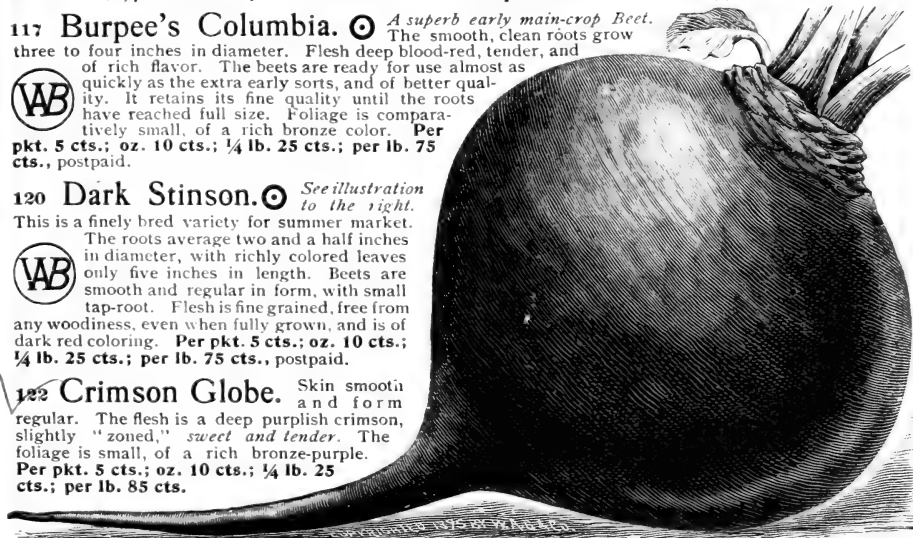 117 Burpee's Columbia. A superb early main-crop Beet.
The smooth, clean roots grow
three to four inches in diameter. Flesh deep blood-red, tender, and
of rich flavor. The beets are ready for use almost as
quickly as the extra early sorts, and of better qual-
ity. It retains its fine quality until the roots
have reached full size. Foliage is compara-
tively small, of a rich bronze color. Per
pkt. 5 cts.; oz. 10 cts.; ¼ lb. 25 cts.; per lb. 75
cts., postpaid.
WAB
120 Dark Stinson. See illustration
to the right.
This is a finely bred variety for summer market.
The roots average two and a half inches
in diameter, with richly colored leaves
only five inches in length. Beets are
smooth and regular in form, with small
tap-root. Flesh is fine grained, free from
any woodiness, even when fully grown, and is of
dark red coloring. Per pkt. 5 cts.; oz. 10 cts.;
¼ lb. 25 cts.; per lb. 75 cts., postpaid.
WAB
122 Crimson Globe. Skin smooth
and form
regular. The flesh is a deep purplish crimson,
slightly "zoned," sweet and tender. The
foliage is small, of a rich bronze-purple.
Per pkt. 5 cts.; oz. 10 cts.; ¼ lb. 25
cts.; per lb. 85 cts.
COPYRIGHTED 1895 BY W.A.B. & CO.